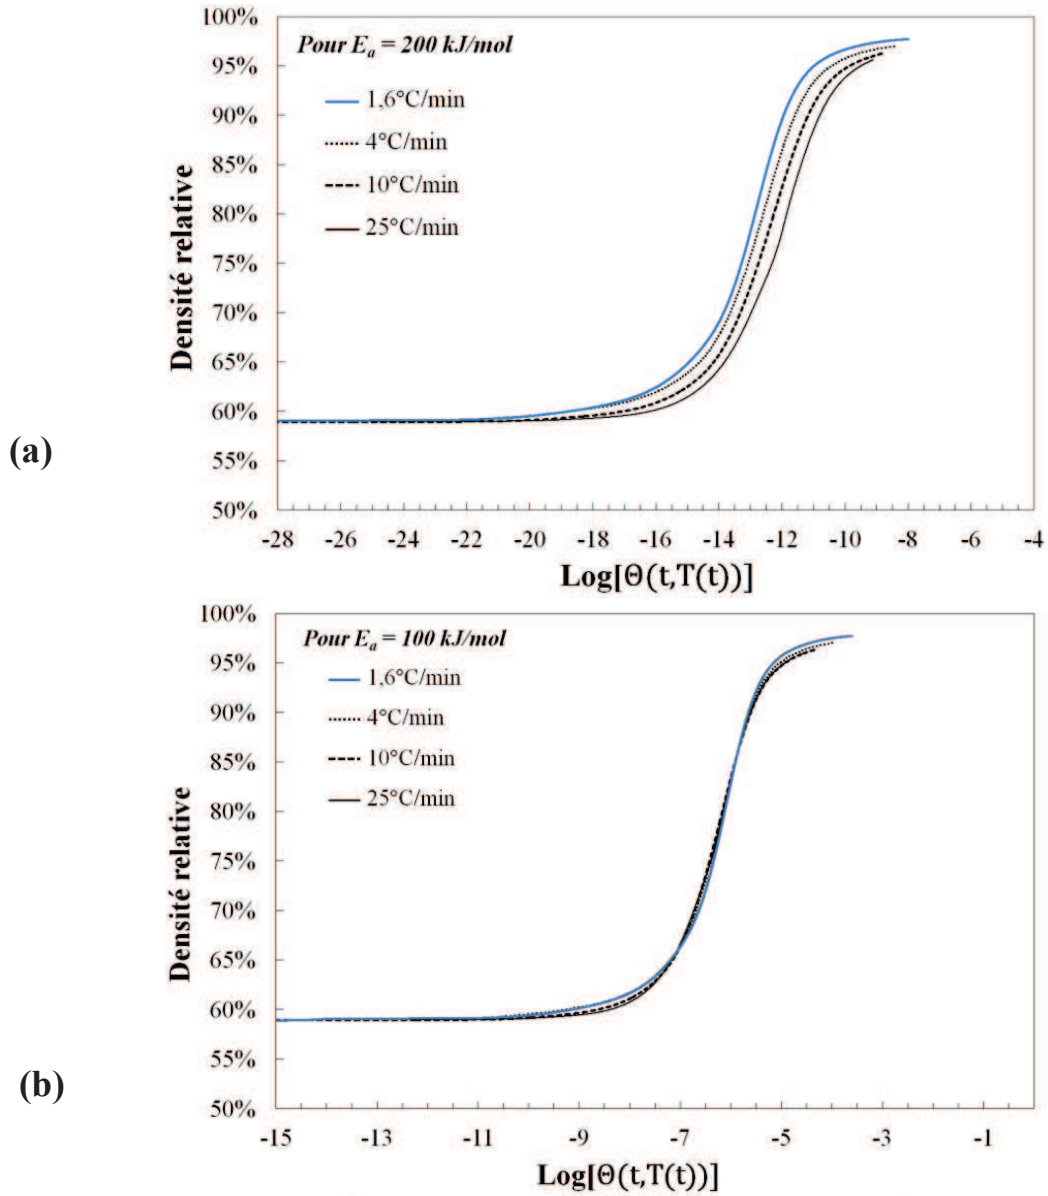 100%
Pour Ea = 200 kJ/mol
95%
1,6°C/min
90%
4°C/min
85%
10°C/min
80%
25°C/min
75%
70%
65%
60%
55%
50%
Densité relative
(a)
-28 -26 -24 -22 -20 -18 -16 -14 -12 -10 -8 -6 -4
Log[Θ(t,T(t))]
100%
Pour Ea = 100 kJ/mol
95%
1,6°C/min
90%
4°C/min
85%
10°C/min
80%
25°C/min
75%
70%
65%
60%
55%
50%
Densité relative
(b)
-15 -13 -11 -9 -7 -5 -3 -1
Log[Θ(t,T(t))]